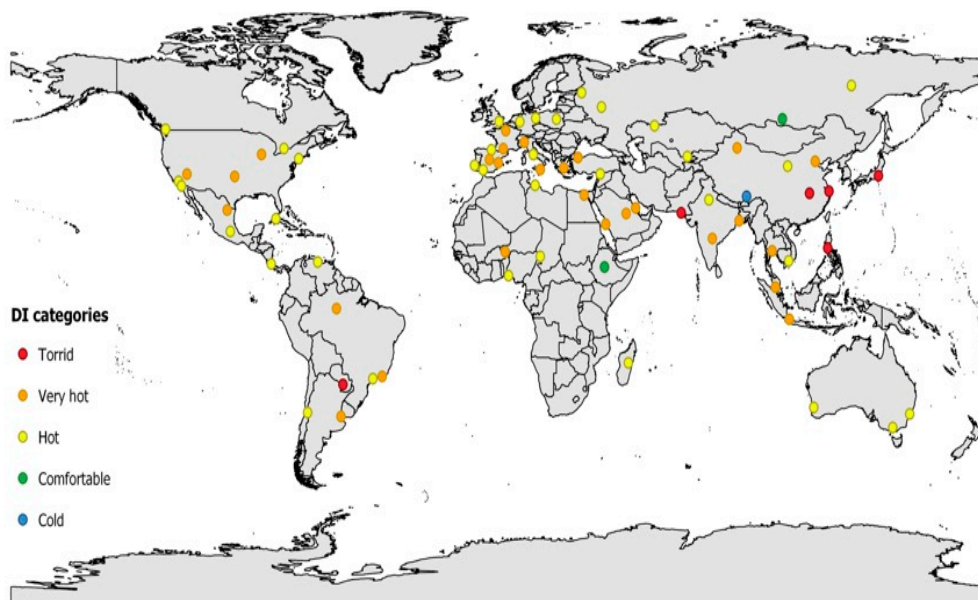 DI categories
Torrid
Very hot
Hot
Comfortable
Cold